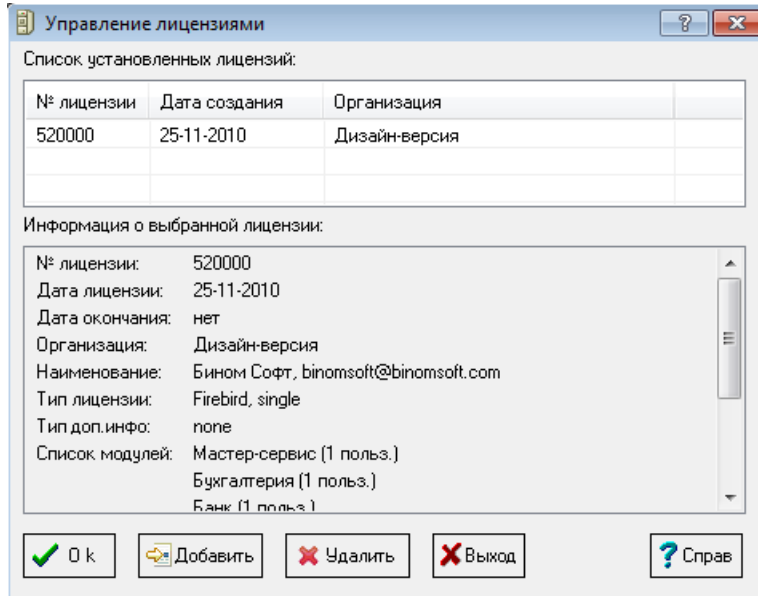 Управление лицензиями
Список установленных лицензий:
№ лицензии Дата создания Организация
520000 25-11-2010 Дизайн-версия
Информация о выбранной лицензии:
№ лицензии: 520000
Дата лицензии: 25-11-2010
Дата окончания: нет
Организация: Дизайн-версия
Наименование: Бином Софт, binomsoft@binomsoft.com
Тип лицензии: Firebird, single
Тип доп.инфо: none
Список модулей: Мастер-сервис (1 польз.)
Бухгалтерия (1 польз.)
Банк (1 польз.)
Ok Добавить Удалить Выход Справ